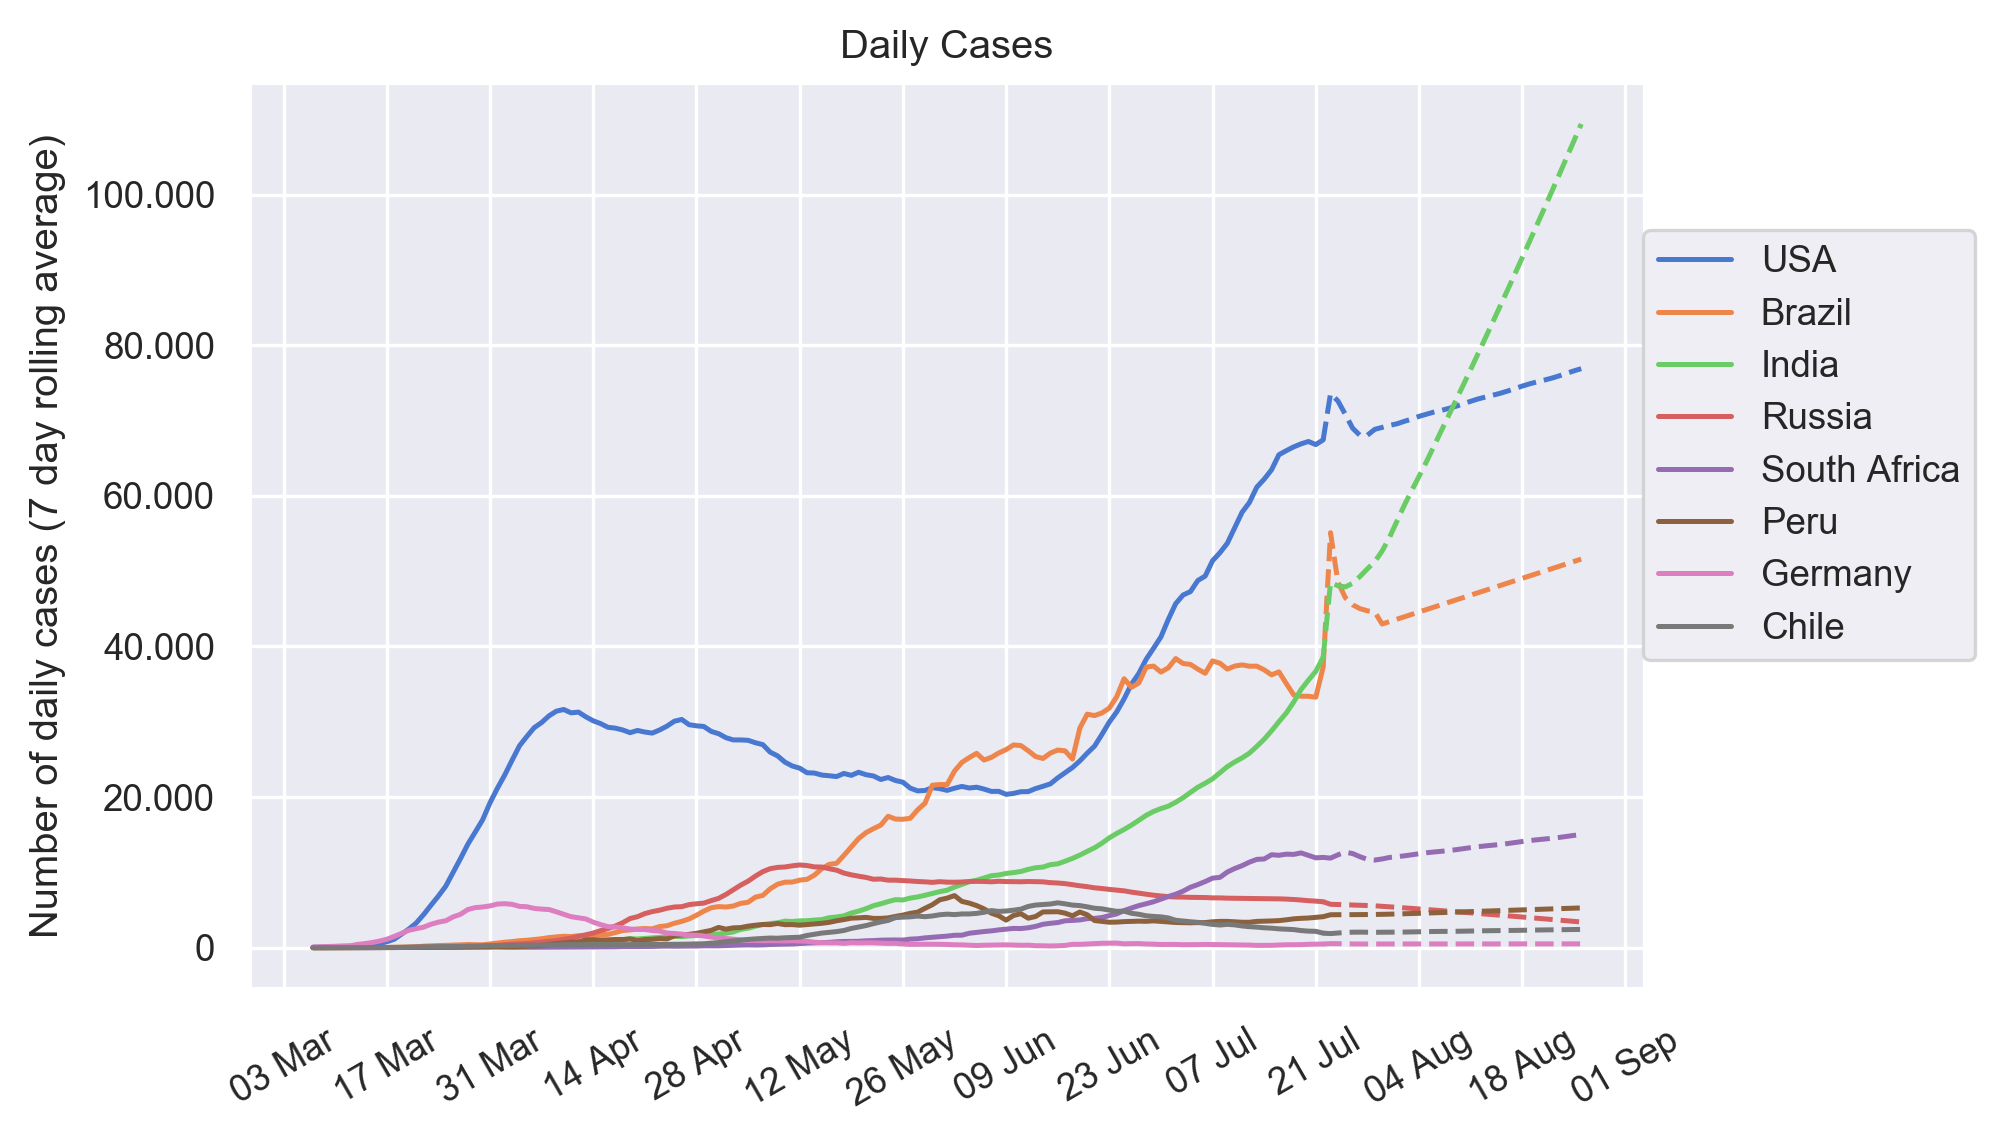 Daily Cases
Number of daily cases (7 day rolling average)
100.000
80.000
60.000
40.000
20.000
0
03 Mar
17 Mar
31 Mar
14 Apr
28 Apr
12 May
26 May
09 Jun
23 Jun
07 Jul
21 Jul
04 Aug
18 Aug
01 Sep
USA
Brazil
India
Russia
South Africa
Peru
Germany
Chile